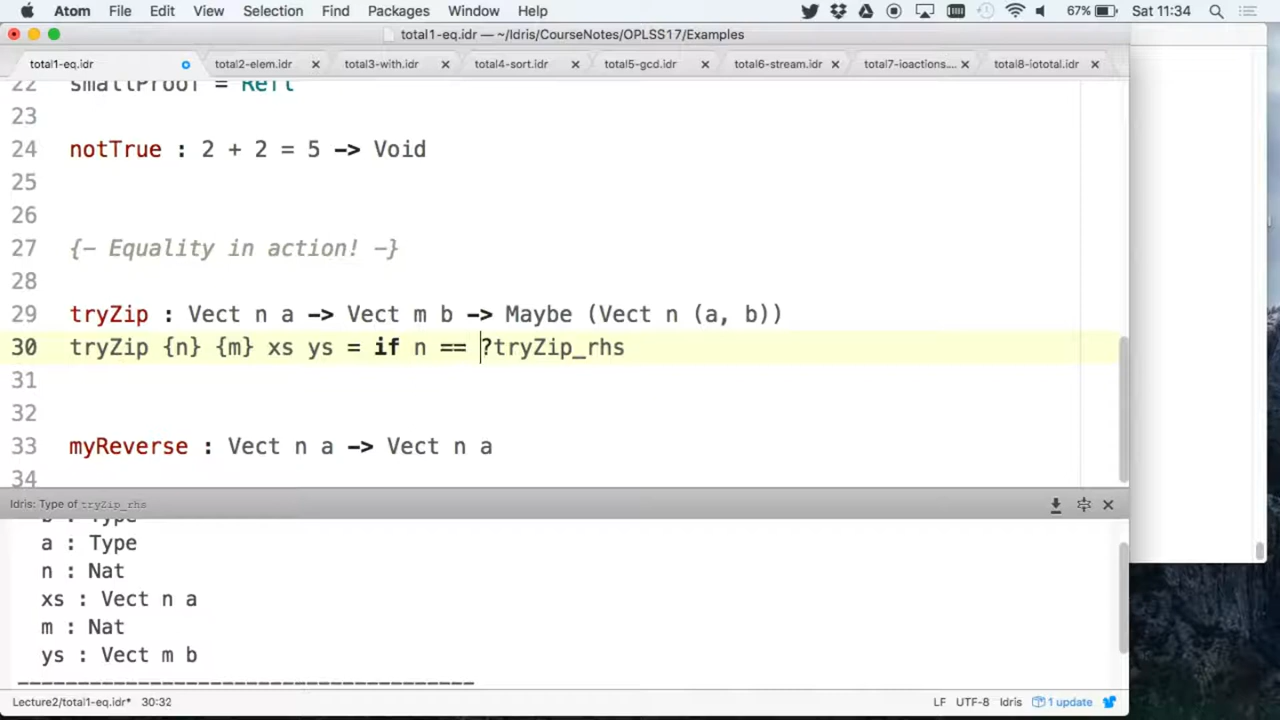 Atom File Edit View Selection Find Packages Window Help 67% Sat 11:34
total1-eq.idr — ~/Idris/CourseNotes/OPLSS17/Examples
total1-eq.idr total2-elem.idr total3-with.idr total4-sort.idr total5-gcd.idr total6-stream.idr total7-ioactions.... total8-iototal.idr
22 smallProof = Refl
23
24 notTrue : 2 + 2 = 5 -> Void
25
26
27 {- Equality in action! -}
28
29 tryZip : Vect n a -> Vect m b -> Maybe (Vect n (a, b))
30 tryZip {n} {m} xs ys = if n == ?tryZip_rhs
31
32
33 myReverse : Vect n a -> Vect n a
34
Idris: Type of tryZip_rhs
b : Type
a : Type
n : Nat
xs : Vect n a
m : Nat
ys : Vect m b
--------------------------------------
Lecture2/total1-eq.idr* 30:32 LF UTF-8 Idris 1 update